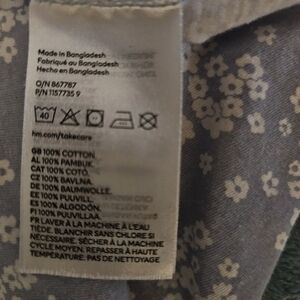 Made in Bangladesh
Fabriqué au Bangladesh
Hecho en Bangladesh
O/N 867787
P/N 1157735 9
40
hm.com/takecare
GB 100% COTTON.
AL 100% PAMBUK.
CAT 100% COTÓ.
CZ 100% BAVLNA.
DE 100% BAUMWOLLE.
EE 100% PUUVILL.
ES 100% ALGODÓN.
FI 100% PUUVILLAA.
FR LAVER À LA MACHINE À L'EAU
TIÈDE. BLANCHIR SANS CHLORE SI
NÉCESSAIRE. SÉCHER À LA MACHINE
CYCLE MOYEN. REPASSER À HAUTE
TEMPÉRATURE. PAS DE NETTOYAGE